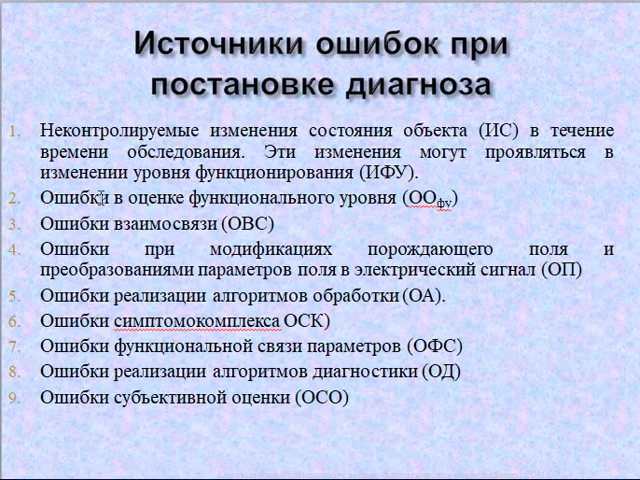 Источники ошибок при
постановке диагноза
1. Неконтролируемые изменения состояния объекта (ИС) в течение
времени обследования. Эти изменения могут проявляться в
изменении уровня функционирования (ИФУ).
2. Ошибки в оценке функционального уровня (ООфу)
3. Ошибки взаимосвязи (ОВС)
4. Ошибки при модификациях порождающего поля и
преобразованиями параметров поля в электрический сигнал (ОП)
5. Ошибки реализации алгоритмов обработки (ОА).
6. Ошибки симптомокомплекса ОСК)
7. Ошибки функциональной связи параметров (ОФС)
8. Ошибки реализации алгоритмов диагностики (ОД)
9. Ошибки субъективной оценки (ОСО)